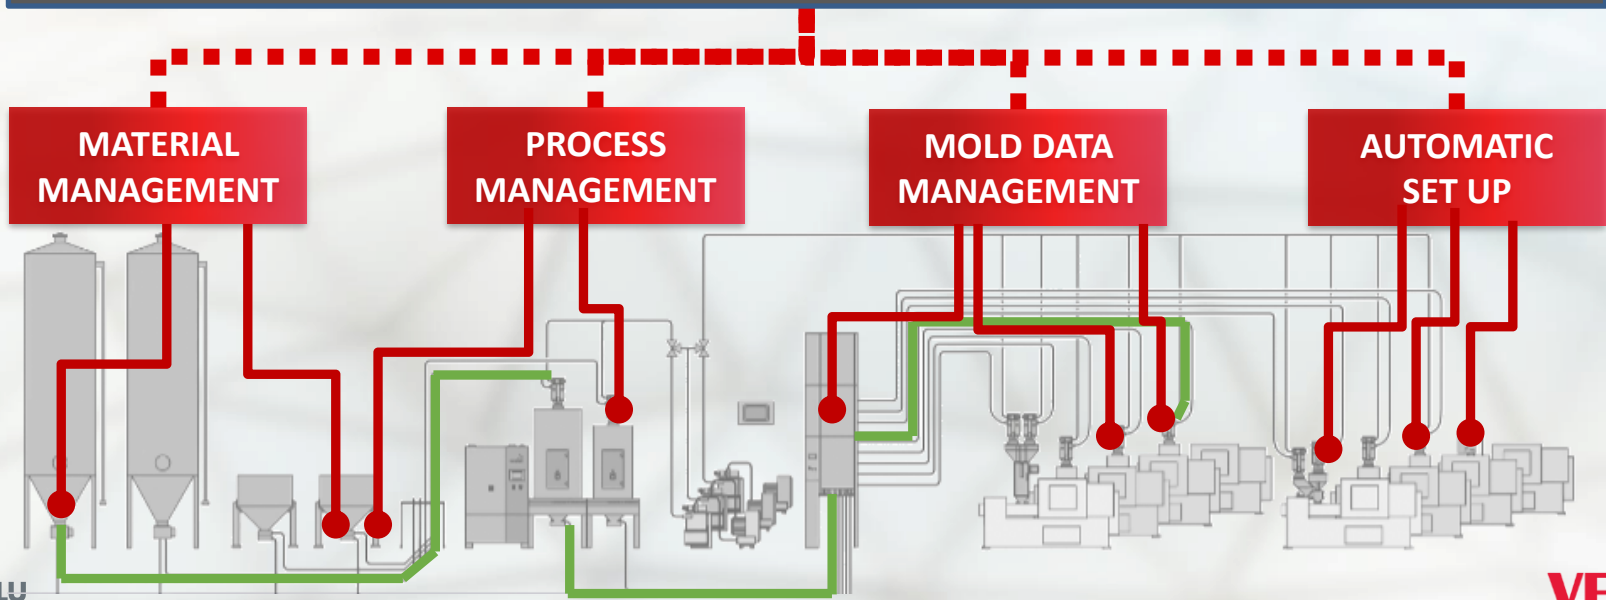 MATERIAL
MANAGEMENT
PROCESS
MANAGEMENT
MOLD DATA
MANAGEMENT
AUTOMATIC
SET UP